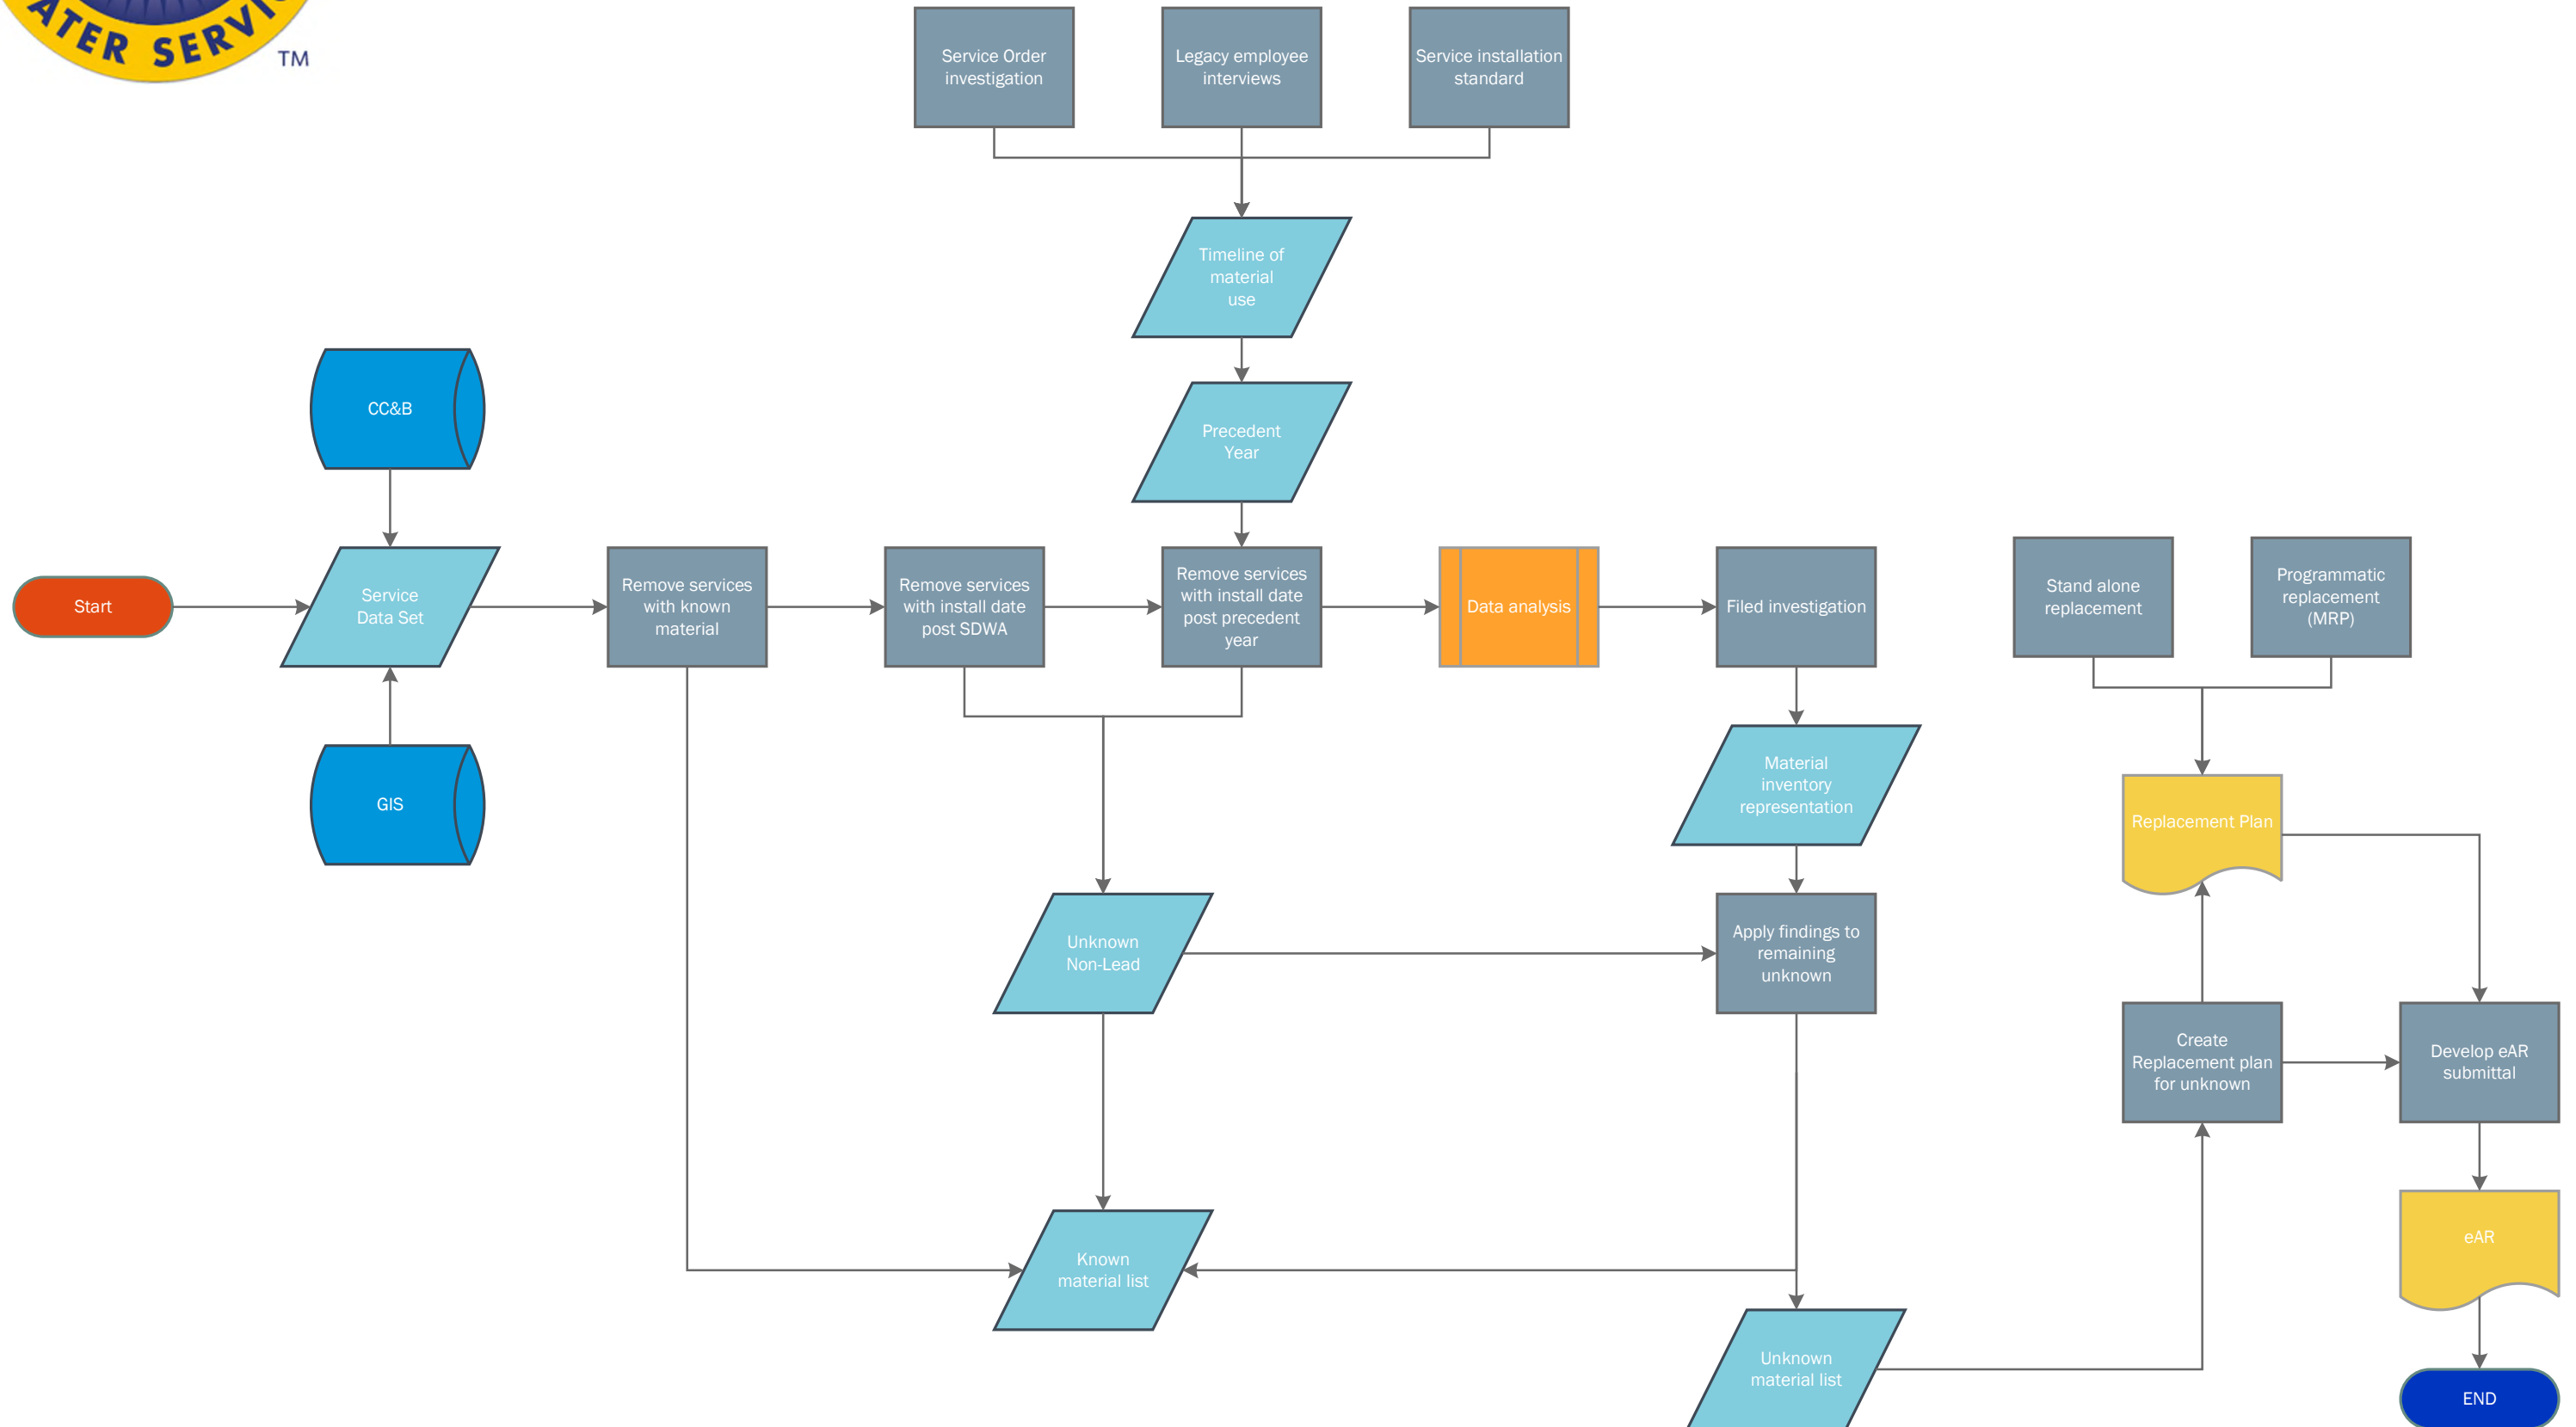 ATER SERVIC
TM
Service Order
investigation
Legacy employee
interviews
Service installation
standard
Timeline of
material
use
CC&B
Precedent
Year
Start
Service
Data Set
Remove services
with known
material
Remove services
with install date
post SDWA
Remove services
with install date
post precedent
year
Data analysis
Filed investigation
Stand alone
replacement
Programmatic
replacement
(MRP)
GIS
Material
inventory
representation
Replacement Plan
Unknown
Non-Lead
Apply findings to
remaining
unknown
Create
Replacement plan
for unknown
Develop eAR
submittal
Known
material list
eAR
Unknown
material list
END